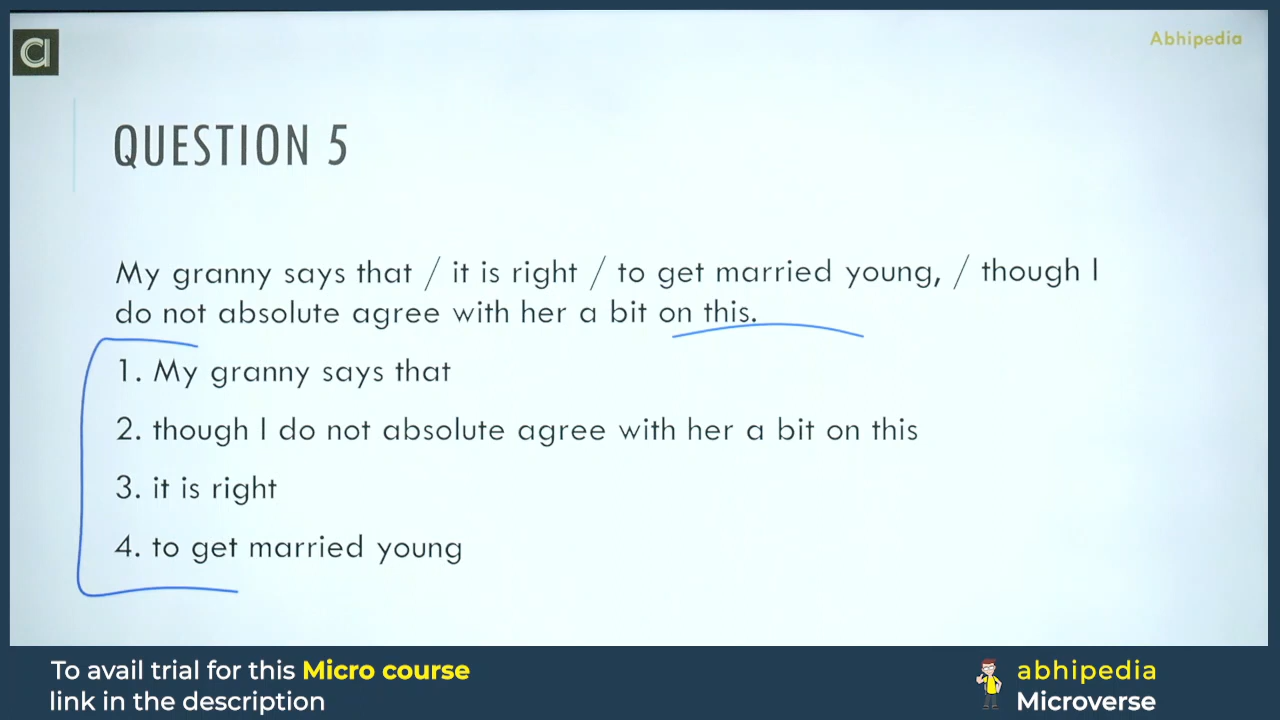 Abhipedia
QUESTION 5
My granny says that / it is right / to get married young, / though I
do not absolute agree with her a bit on this.
1. My granny says that
2. though I do not absolute agree with her a bit on this
3. it is right
4. to get married young
To avail trial for this Micro course
link in the description
abhipedia
Microverse